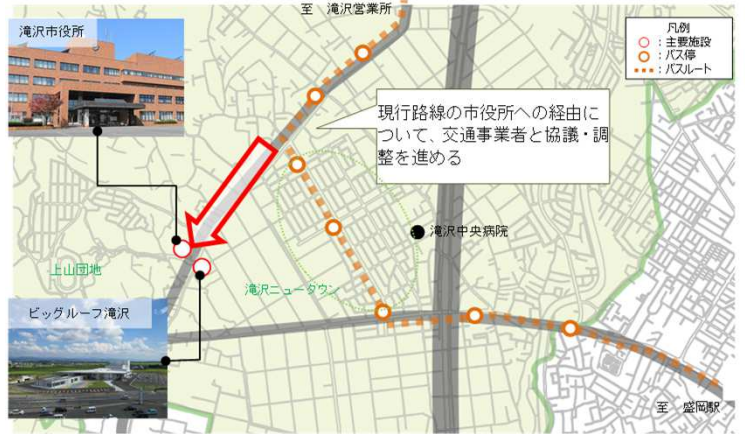 至 滝沢営業所
滝沢市役所
凡例
：主要施設
：バス停
：バスルート
現行路線の市役所への経由に
ついて、交通事業者と協議・調
整を進める
滝沢中央病院
上山団地
滝沢ニュータウン
ビッグルーフ滝沢
至 盛岡駅